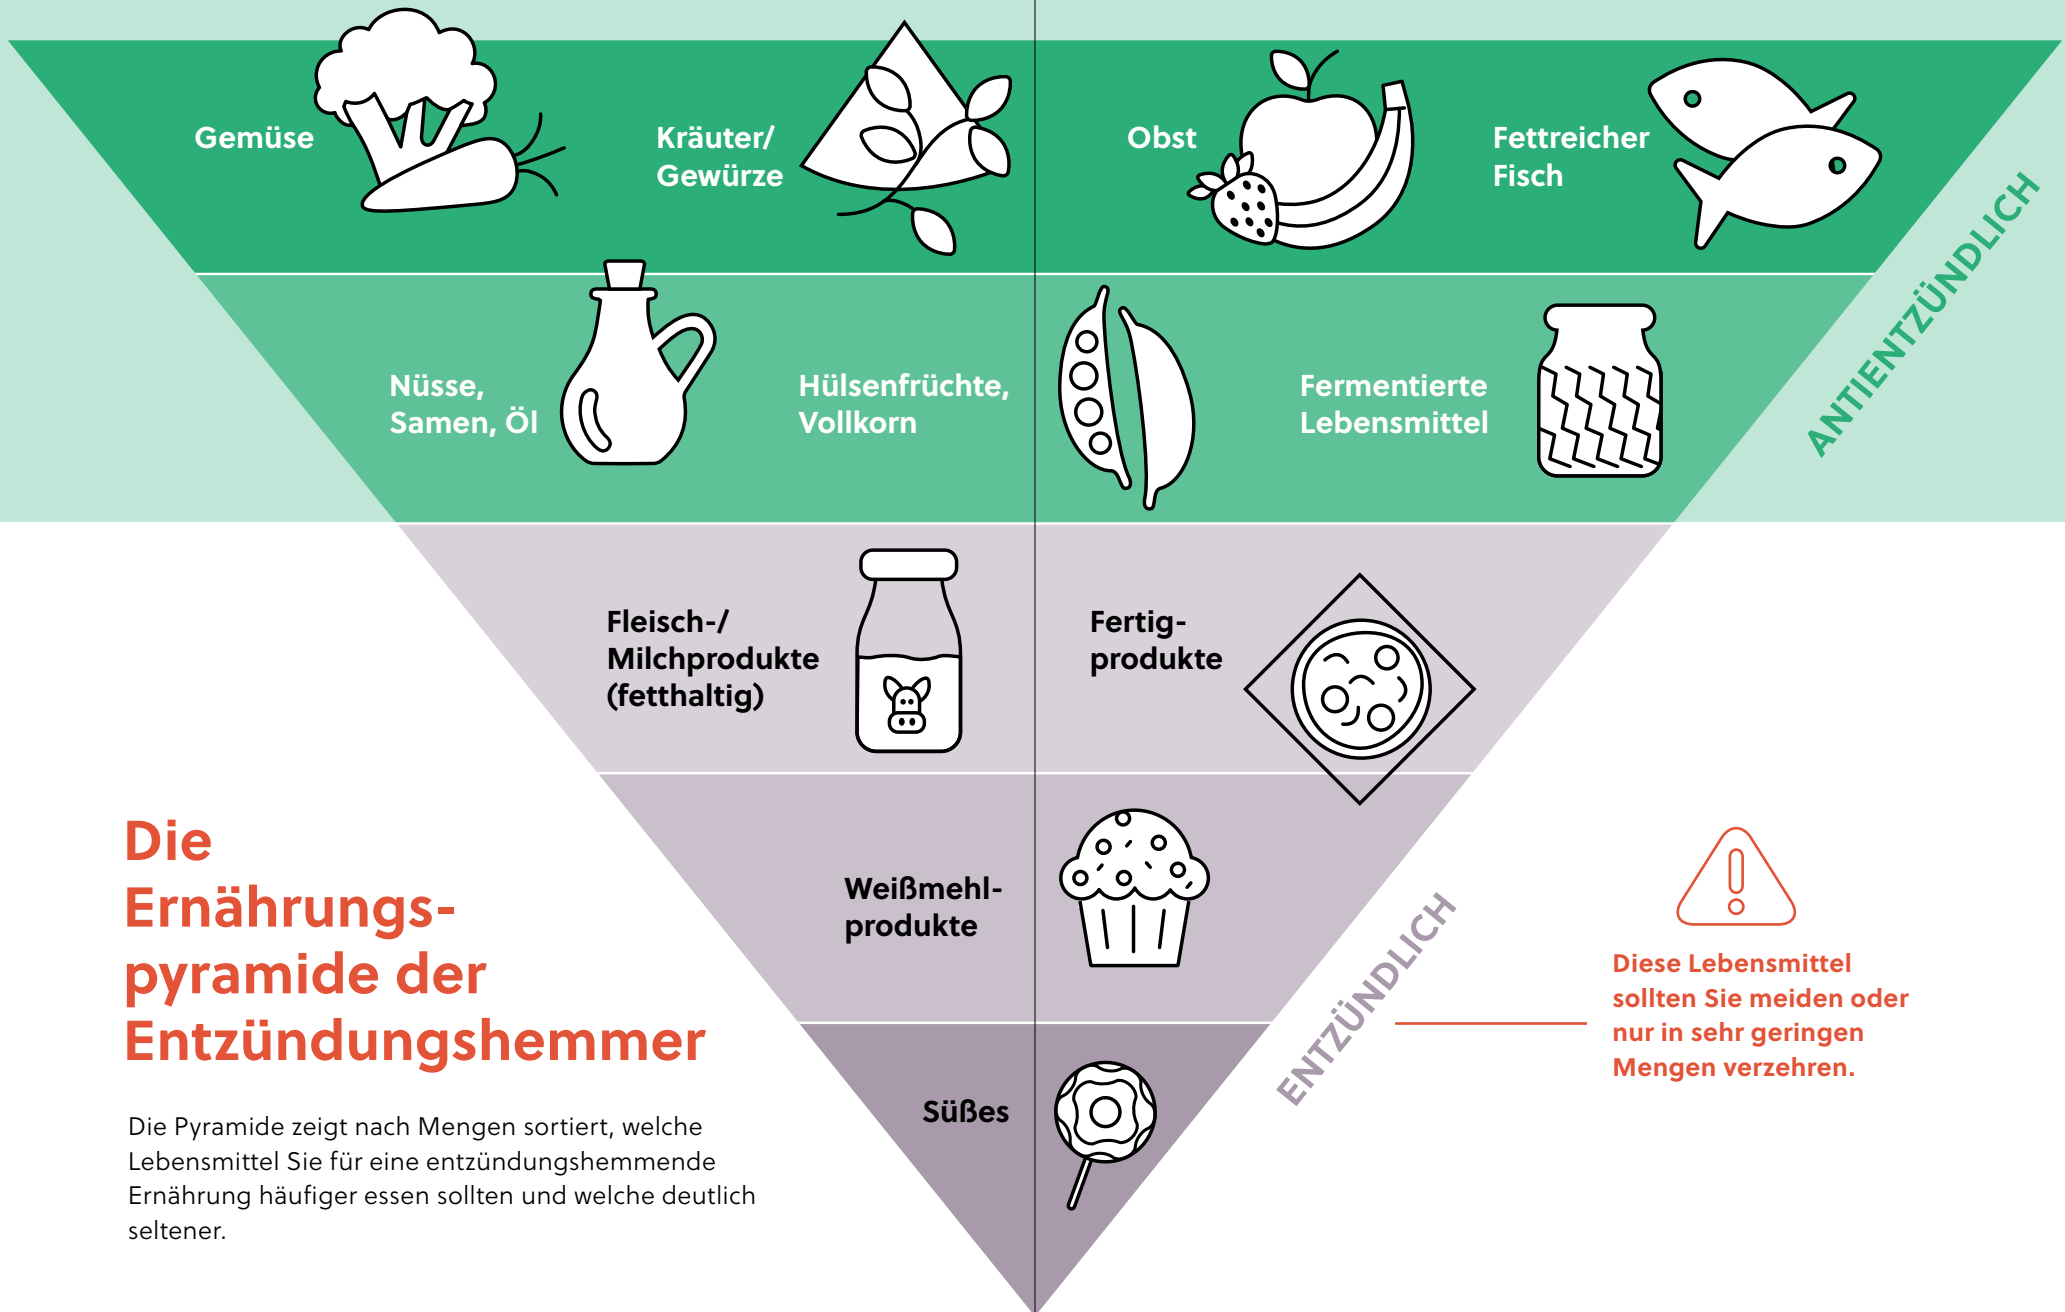 Gemüse
Kräuter/
Gewürze
Obst
Fettreicher
Fisch
ANTIENTZÜNDLICH
Nüsse,
Samen, Öl
Hülsenfrüchte,
Vollkorn
Fermentierte
Lebensmittel
Fleisch-/
Milchprodukte
(fetthaltig)
Fertig-
produkte
Weißmehl-
produkte
Süßes
ENTZÜNDLICH
Diese Lebensmittel
sollten Sie meiden oder
nur in sehr geringen
Mengen verzehren.
Die
Ernährungs-
pyramide der
Entzündungshemmer
Die Pyramide zeigt nach Mengen sortiert, welche
Lebensmittel Sie für eine entzündungshemmende
Ernährung häufiger essen sollten und welche deutlich
seltener.